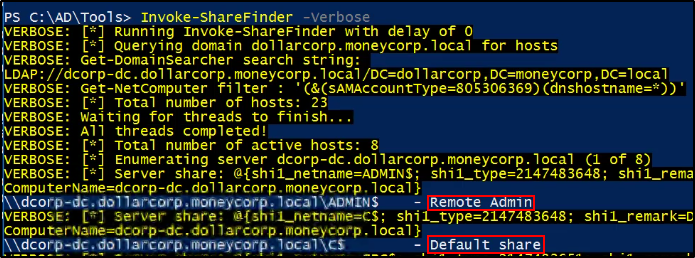 PS C:\AD\Tools> Invoke-ShareFinder -Verbose
VERBOSE: [*] Running Invoke-ShareFinder with delay of 0
VERBOSE: [*] Querying domain dollarcorp.moneycorp.local for hosts
VERBOSE: Get-DomainSearcher search string:
LDAP://dcorp-dc.dollarcorp.moneycorp.local/DC=dollarcorp,DC=moneycorp,DC=local
VERBOSE: Get-NetComputer filter : '(&(sAMAccountType=805306369)(dnshostname=*))'
VERBOSE: [*] Total number of hosts: 23
VERBOSE: Waiting for threads to finish...
VERBOSE: All threads completed!
VERBOSE: [*] Total number of active hosts: 8
VERBOSE: [*] Enumerating server dcorp-dc.dollarcorp.moneycorp.local (1 of 8)
VERBOSE: [*] Server share: @{shi1_netname=ADMIN$; shi1_type=2147483648; shi1_rema
ComputerName=dcorp-dc.dollarcorp.moneycorp.local}
\\dcorp-dc.dollarcorp.moneycorp.local\ADMIN$ - Remote Admin
VERBOSE: [*] Server share: @{shi1_netname=C$; shi1_type=2147483648; shi1_remark=D
ComputerName=dcorp-dc.dollarcorp.moneycorp.local}
\\dcorp-dc.dollarcorp.moneycorp.local\C$ - Default share